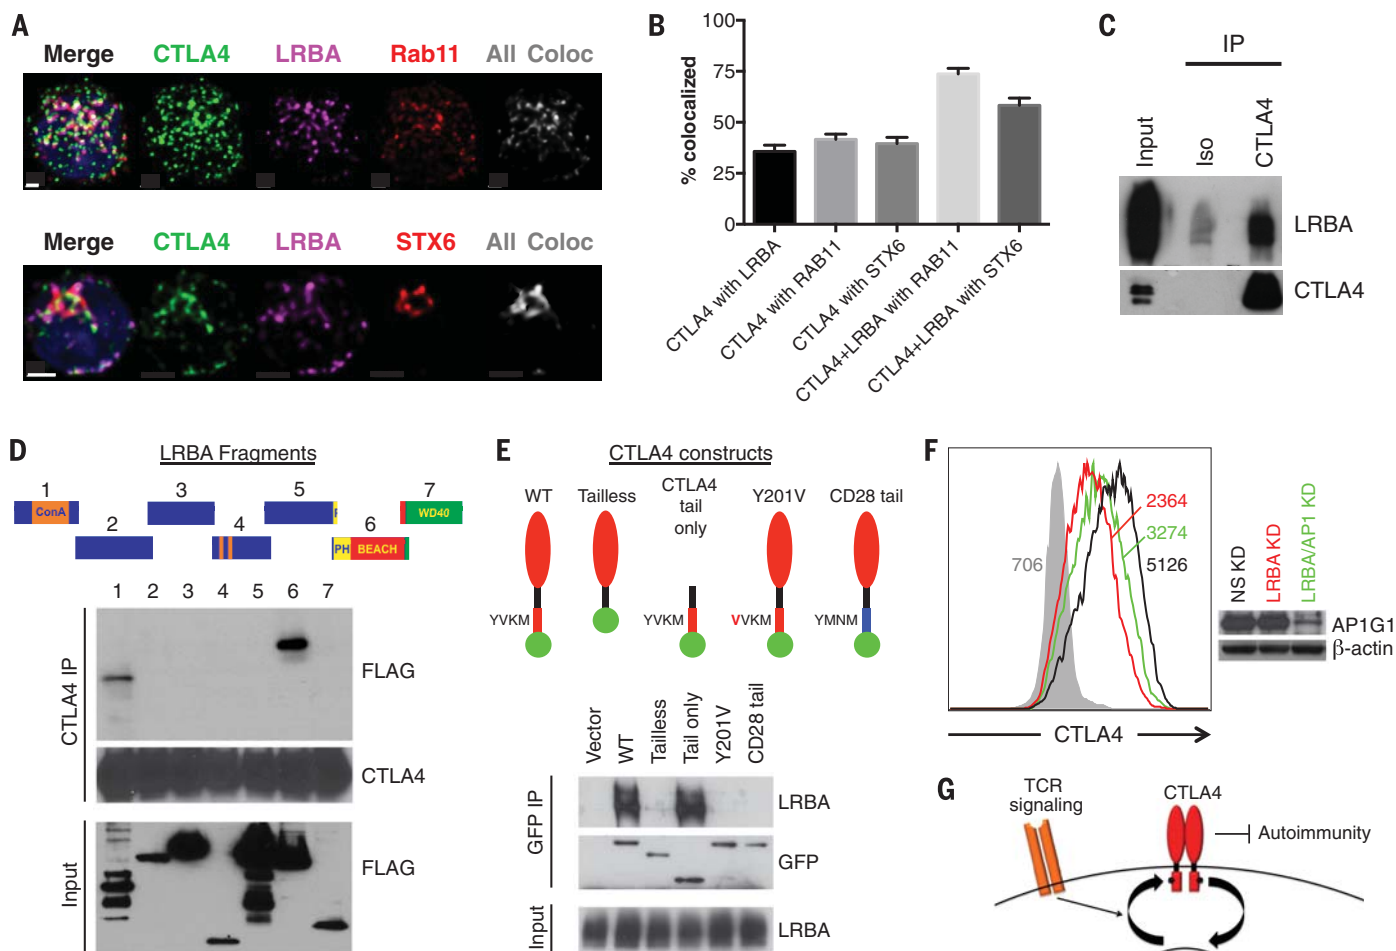 A
Merge CTLA4 LRBA Rab11 All Coloc
Merge CTLA4 LRBA STX6 All Coloc
B
% colocalized
100
75
50
25
0
CTLA4 with LRBA
CTLA4 with RAB11
CTLA4 with STX6
CTLA4+LRBA with RAB11
CTLA4+LRBA with STX6
C
IP
Input
Iso
CTLA4
LRBA
CTLA4
D
LRBA Fragments
1 2 3 4 5 6 7
ConA
PH BEACH
WD40
1 2 3 4 5 6 7
CTLA4 IP
FLAG
CTLA4
Input
FLAG
E
CTLA4 constructs
WT
Tailless
CTLA4
tail
only
Y201V
CD28 tail
YVKM
YVKM
VVKM
YMNM
Vector
WT
Tailless
Tail only
Y201V
CD28 tail
GFP IP
LRBA
GFP
Input
LRBA
F
706
2364
3274
5126
CTLA4
NS KD
LRBA KD
LRBA/AP1 KD
AP1G1
β-actin
G
TCR
signaling
CTLA4
Autoimmunity